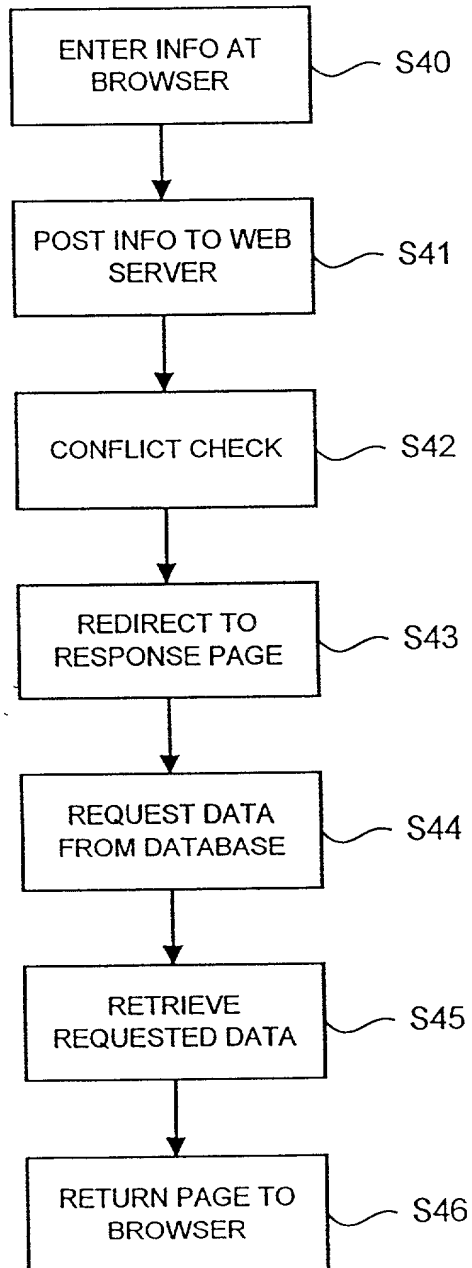 ENTER INFO AT
BROWSER
S40
POST INFO TO WEB
SERVER
S41
CONFLICT CHECK
S42
REDIRECT TO
RESPONSE PAGE
S43
REQUEST DATA
FROM DATABASE
S44
RETRIEVE
REQUESTED DATA
S45
RETURN PAGE TO
BROWSER
S46